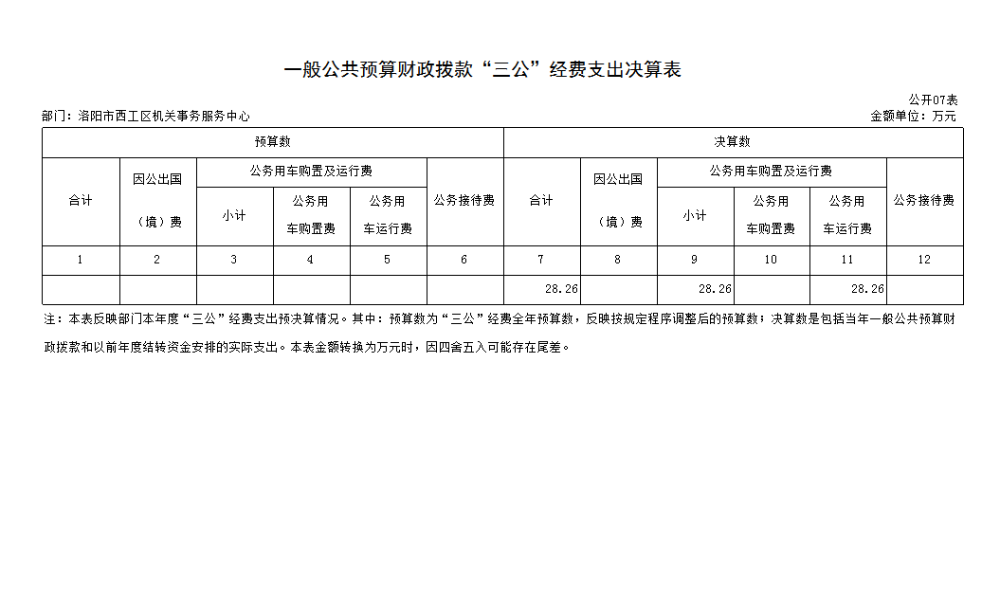 一般公共预算财政拨款“三公”经费支出决算表
公开07表
部门：洛阳市西工区机关事务服务中心 金额单位：万元
预算数 决算数
合计 因公出国（境）费 公务用车购置及运行费 公务接待费 合计 因公出国（境）费 公务用车购置及运行费 公务接待费
小计 公务用车购置费 公务用车运行费 小计 公务用车购置费 公务用车运行费
1 2 3 4 5 6 7 8 9 10 11 12
28.26 28.26 28.26
注：本表反映部门本年度“三公”经费支出预决算情况。其中：预算数为“三公”经费全年预算数，反映按规定程序调整后的预算数；决算数是包括当年一般公共预算财
政拨款和以前年度结转资金安排的实际支出。本表金额转换为万元时，因四舍五入可能存在尾差。